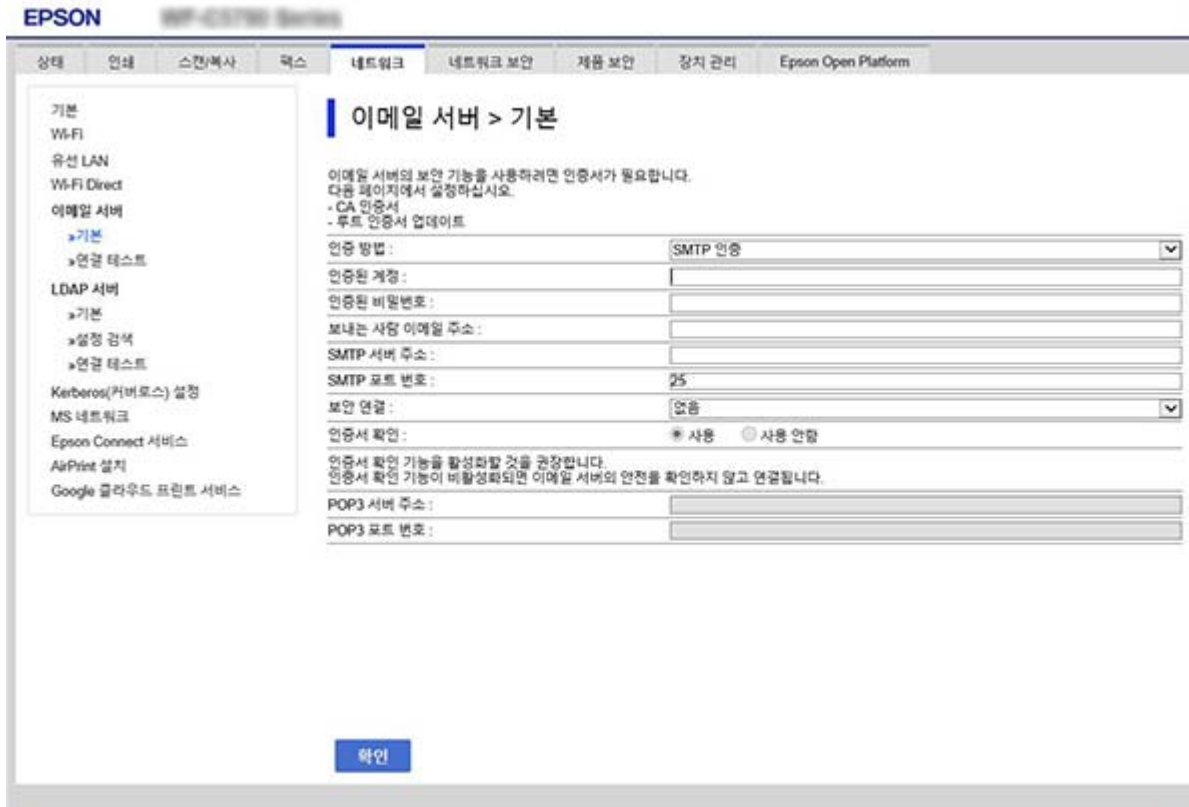 EPSON
상태 인쇄 스캔/복사 팩스 네트워크 네트워크 보안 제품 보안 장치 관리 Epson Open Platform
기본
Wi-Fi
유선 LAN
Wi-Fi Direct
이메일 서버
»기본
»연결 테스트
LDAP 서버
»기본
»설정 검색
»연결 테스트
Kerberos(커버로스) 설정
MS 네트워크
Epson Connect 서비스
AirPrint 설치
Google 클라우드 프린트 서비스
이메일 서버 > 기본
이메일 서버의 보안 기능을 사용하려면 인증서가 필요합니다.
다음 페이지에서 설정하십시오.
- CA 인증서
- 루트 인증서 업데이트
인증 방법 : SMTP 인증
인증된 계정 :
인증된 비밀번호 :
보내는 사람 이메일 주소 :
SMTP 서버 주소 :
SMTP 포트 번호 : 25
보안 연결 : 없음
인증서 확인 : 사용 사용 안함
인증서 확인 기능을 활성화할 것을 권장합니다.
인증서 확인 기능이 비활성화되면 이메일 서버의 안전을 확인하지 않고 연결됩니다.
POP3 서버 주소 :
POP3 포트 번호 :
확인